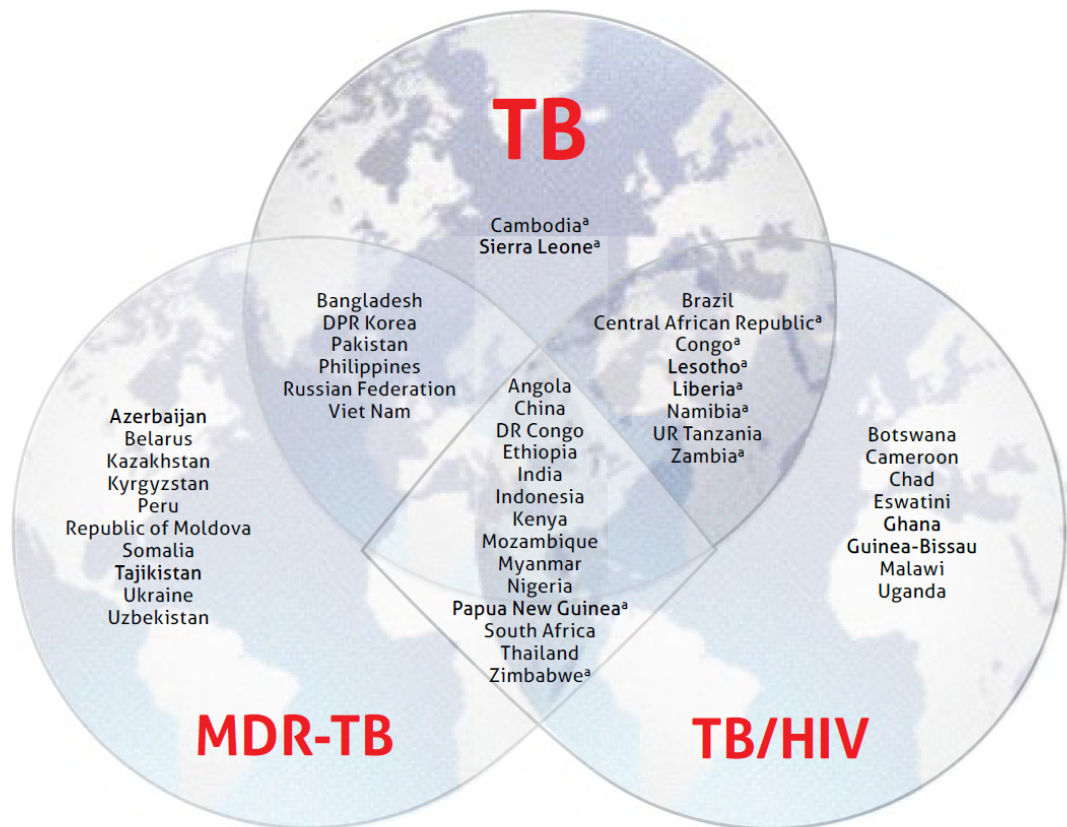 TB
Cambodiaᵃ
Sierra Leoneᵃ
Bangladesh
DPR Korea
Pakistan
Philippines
Russian Federation
Viet Nam
Brazil
Central African Republicᵃ
Congoᵃ
Lesothoᵃ
Liberiaᵃ
Namibiaᵃ
UR Tanzania
Zambiaᵃ
Angola
China
DR Congo
Ethiopia
India
Indonesia
Kenya
Mozambique
Myanmar
Nigeria
Papua New Guineaᵃ
South Africa
Thailand
Zimbabweᵃ
Azerbaijan
Belarus
Kazakhstan
Kyrgyzstan
Peru
Republic of Moldova
Somalia
Tajikistan
Ukraine
Uzbekistan
Botswana
Cameroon
Chad
Eswatini
Ghana
Guinea-Bissau
Malawi
Uganda
MDR-TB
TB/HIV